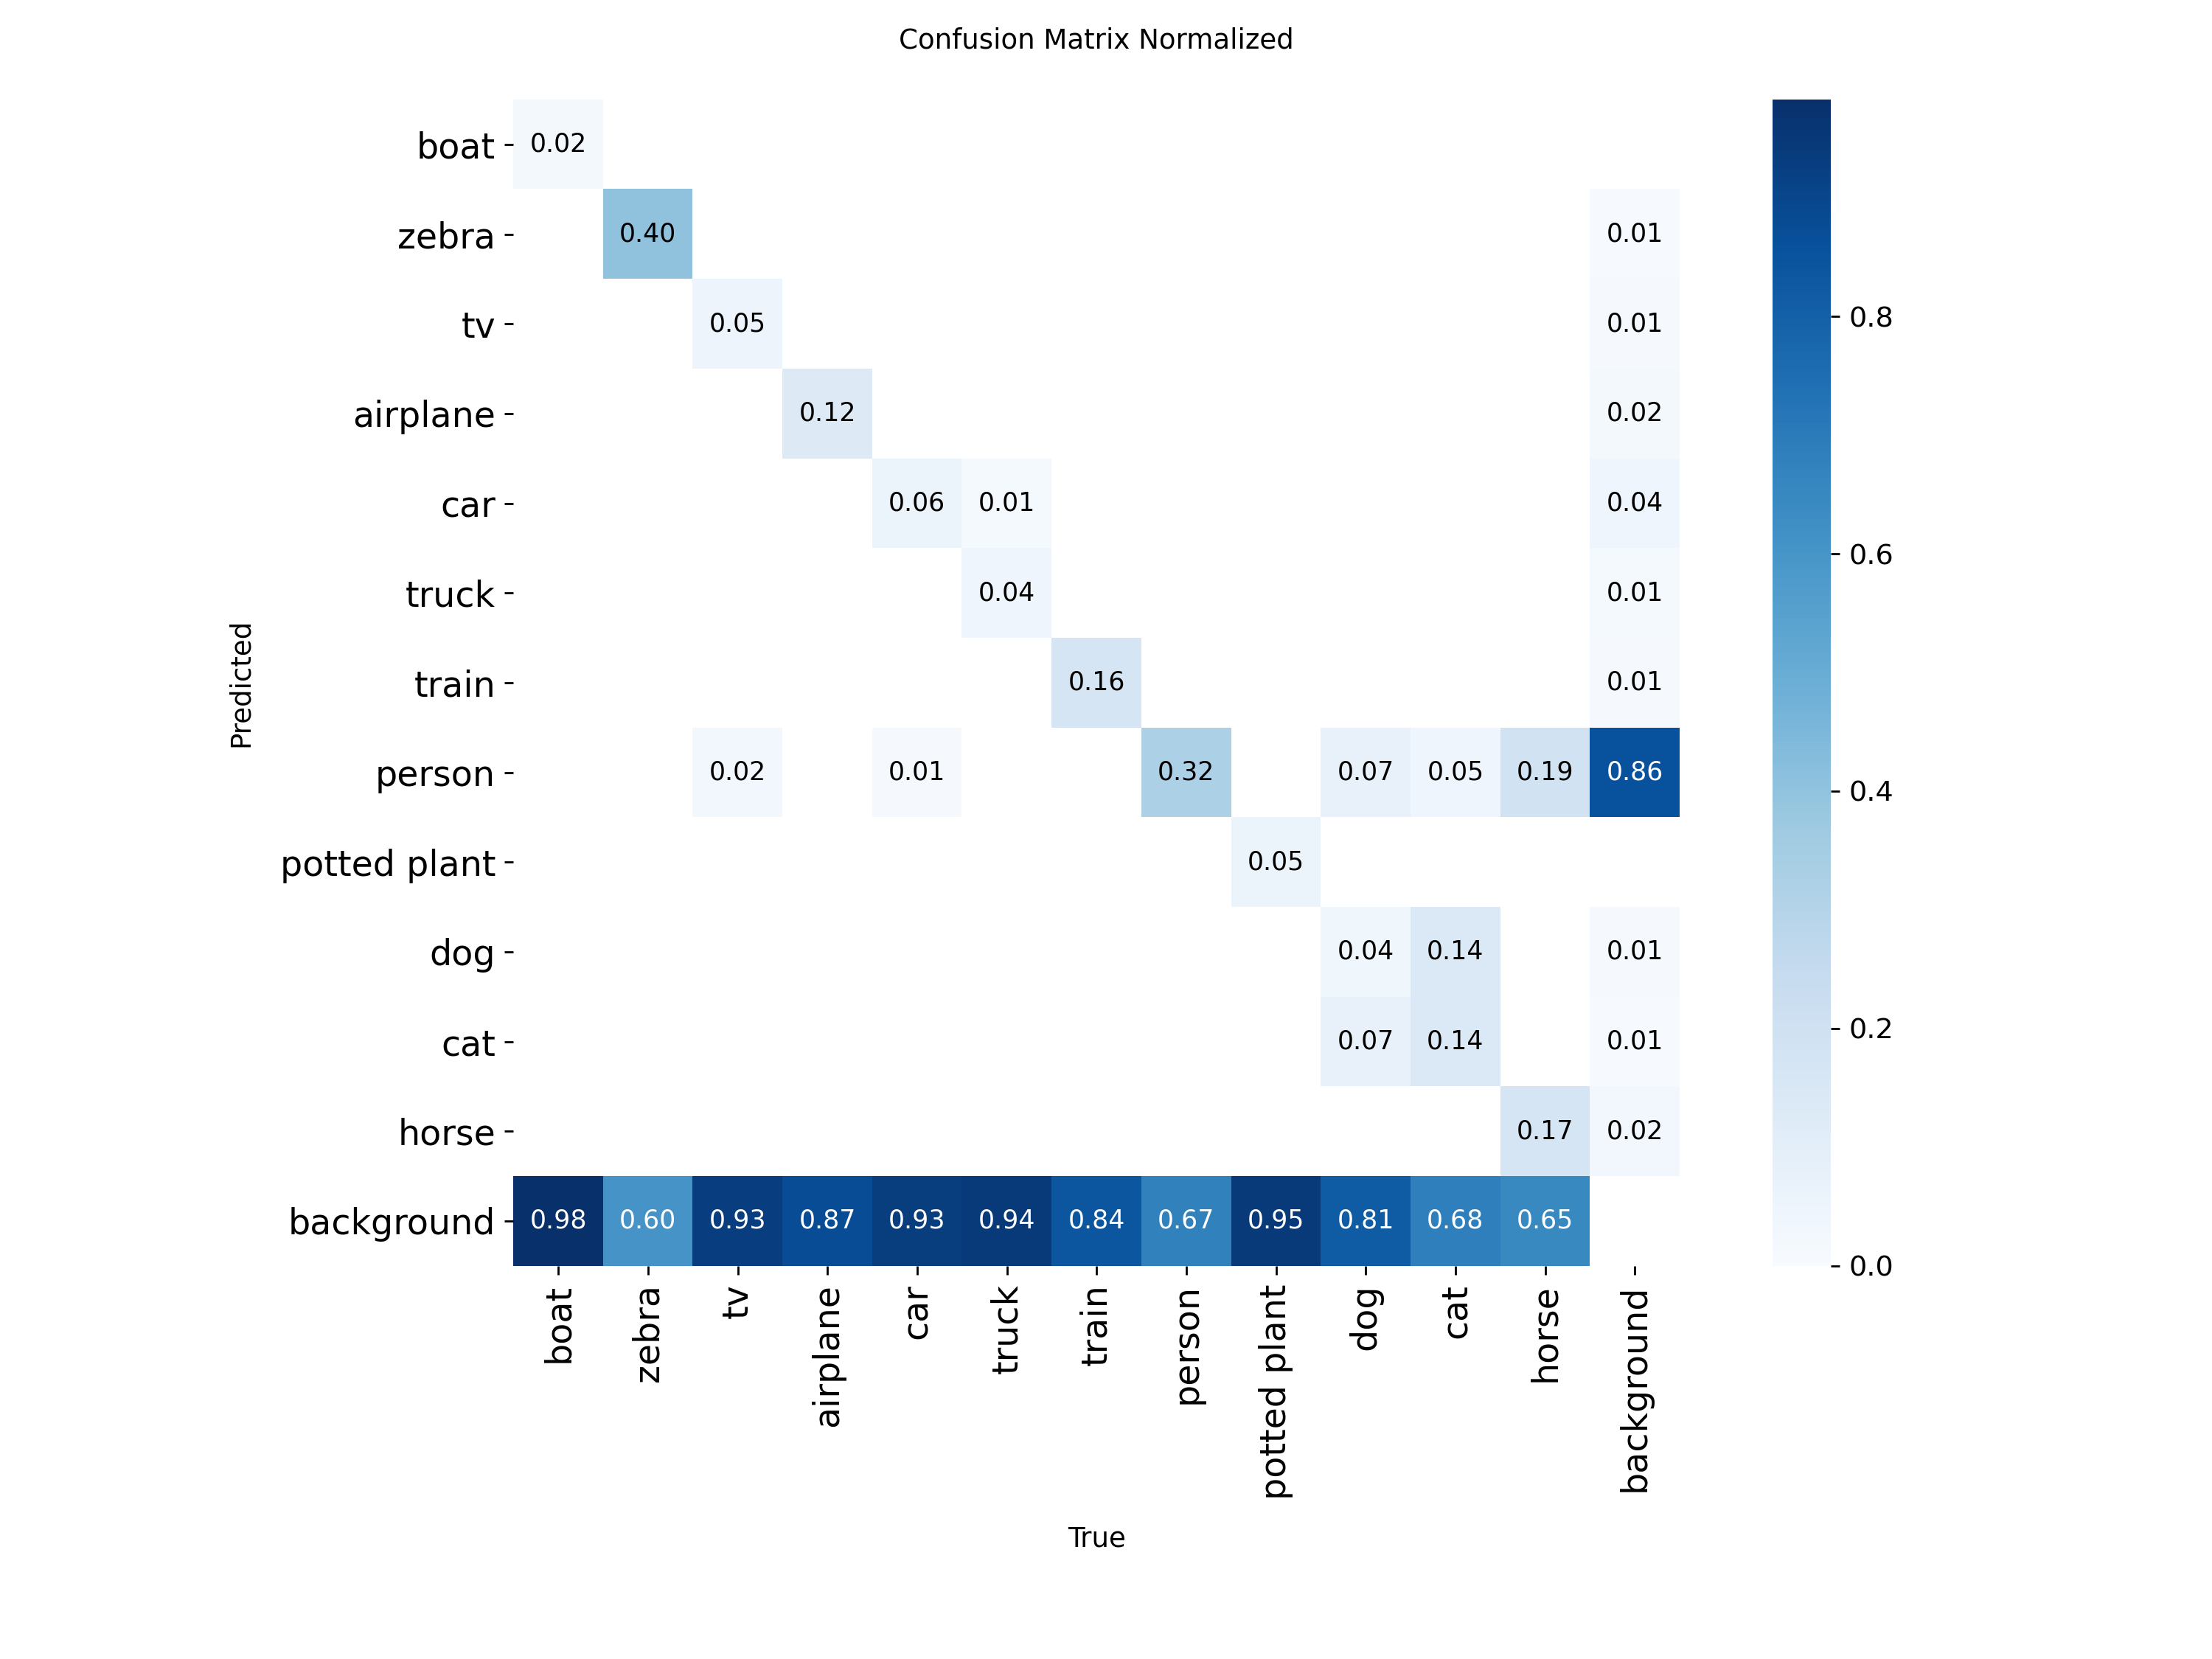 Confusion Matrix Normalized
boat 0.02
zebra 0.40 0.01
tv 0.05 0.01 0.8
airplane 0.12 0.02
car 0.06 0.01 0.04
0.6
truck 0.04 0.01
Predicted
train 0.16 0.01
person 0.02 0.01 0.32 0.07 0.05 0.19 0.86
0.4
potted plant 0.05
dog 0.04 0.14 0.01
cat 0.07 0.14 0.01
0.2
horse 0.17 0.02
background 0.98 0.60 0.93 0.87 0.93 0.94 0.84 0.67 0.95 0.81 0.68 0.65
0.0
boat zebra tv airplane car truck train person potted plant dog cat horse background
True